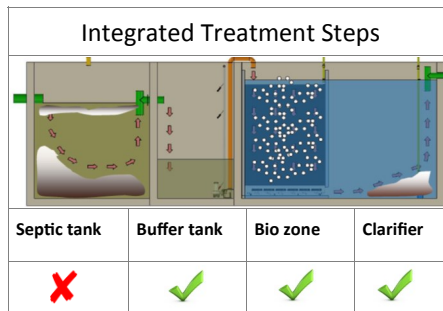 Integrated Treatment Steps
Septic tank Buffer tank Bio zone Clarifier